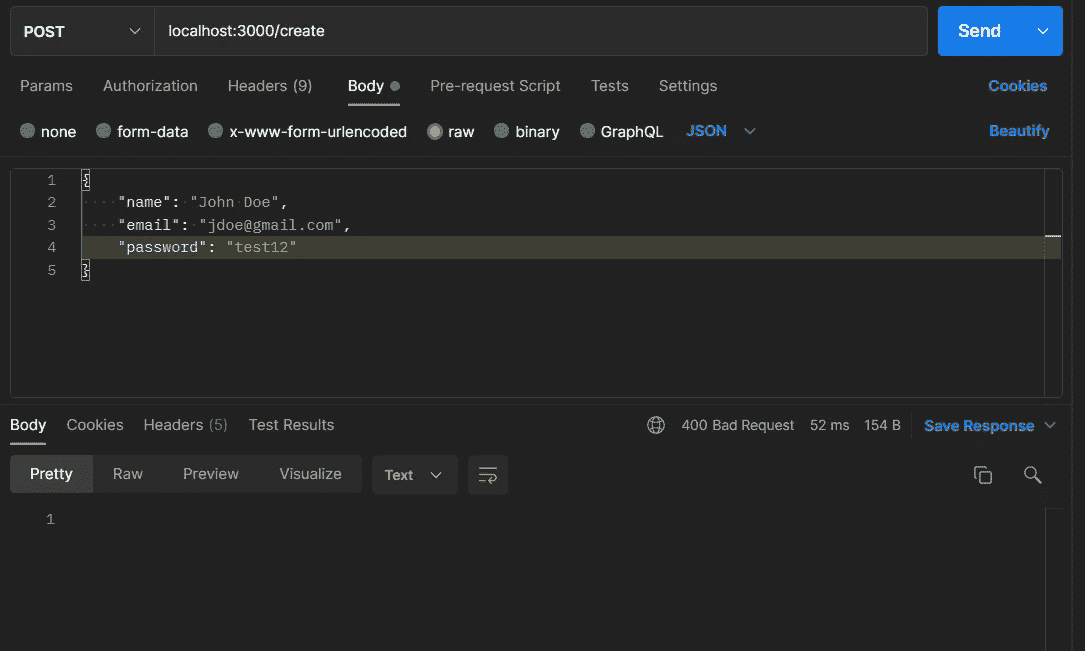 POST localhost:3000/create Send
Params Authorization Headers (9) Body Pre-request Script Tests Settings Cookies
none form-data x-www-form-urlencoded raw binary GraphQL JSON Beautify
1 {
2 "name": "John Doe",
3 "email": "jdoe@gmail.com",
4 "password": "test12"
5 }
Body Cookies Headers (5) Test Results 400 Bad Request 52 ms 154 B Save Response
Pretty Raw Preview Visualize Text
1